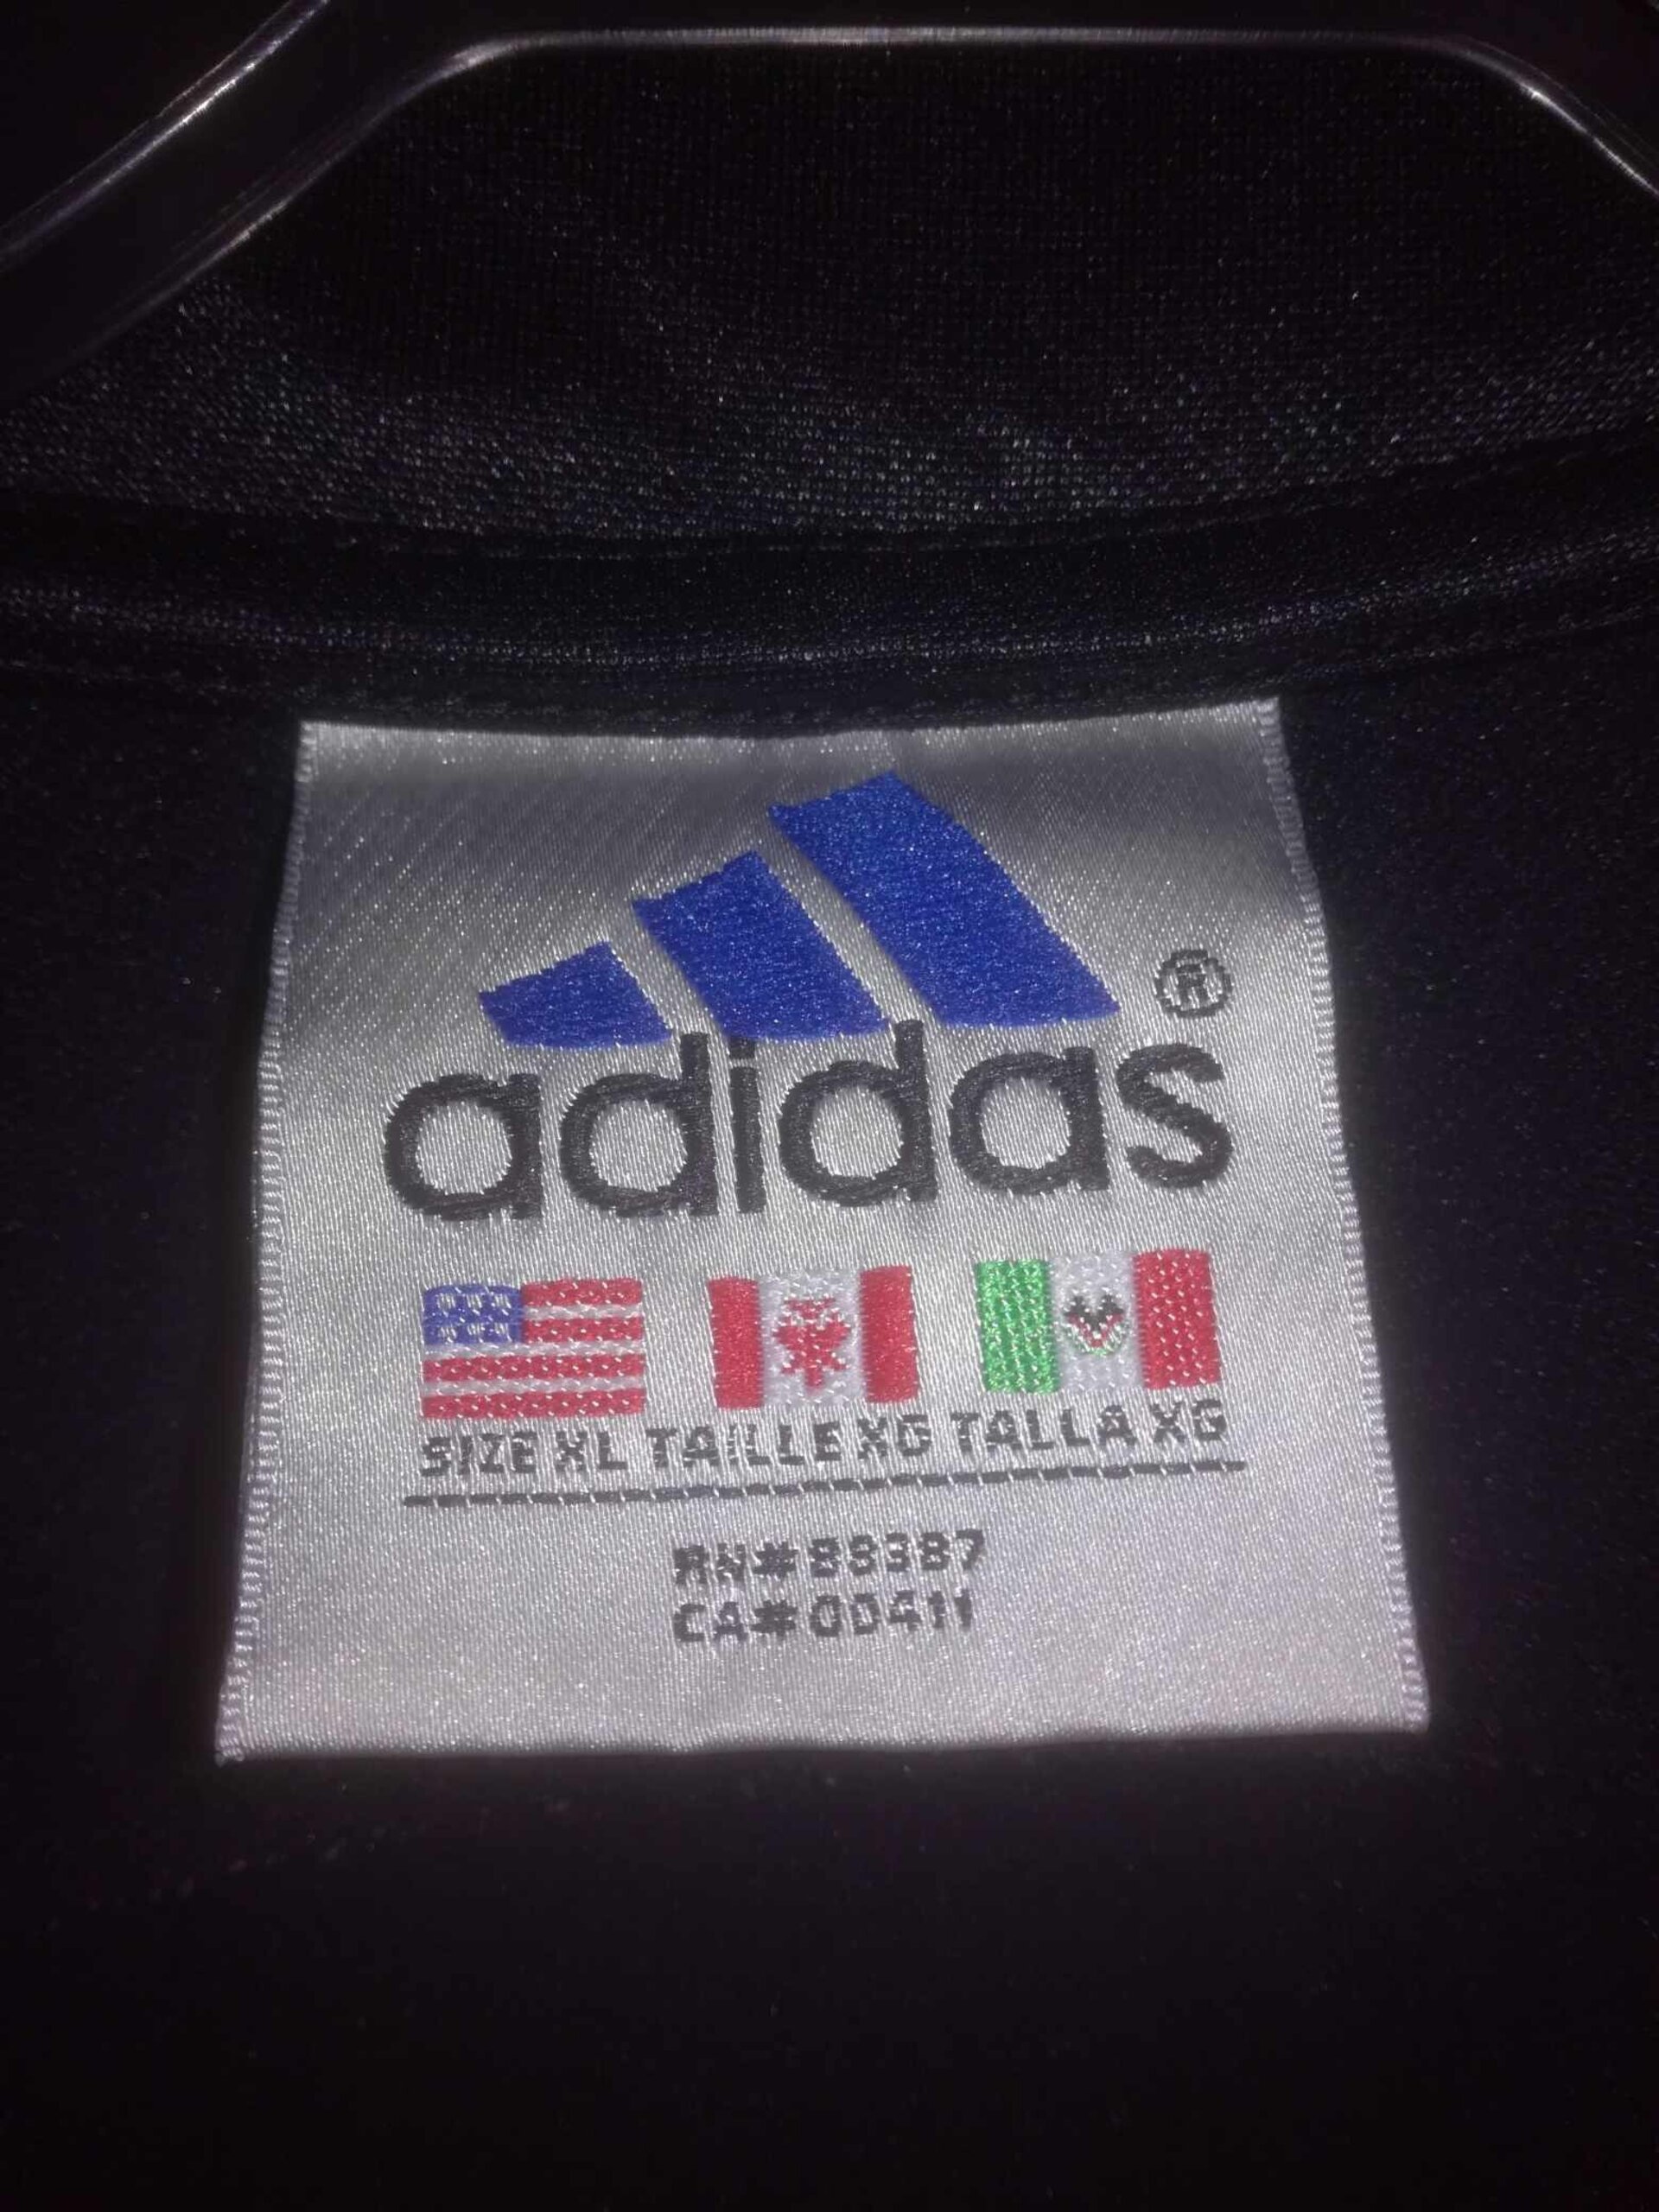 ®
adidas
SIZE XL TAILLE XG TALLA XG
RN#88387
CA#00411